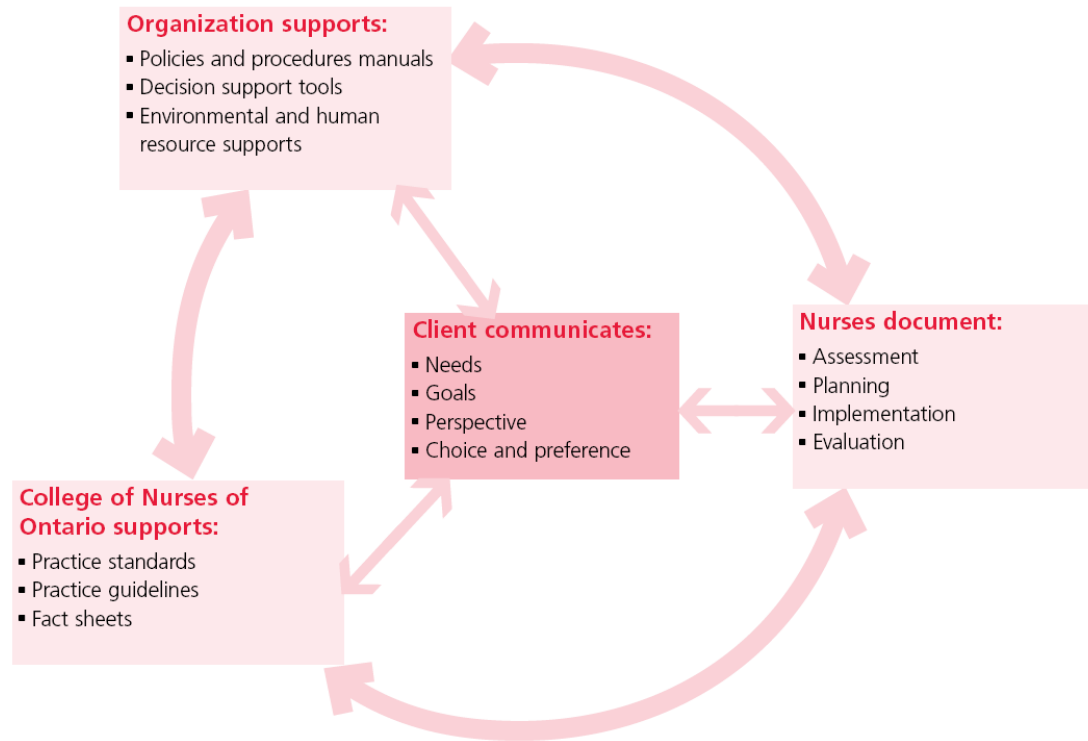 Organization supports:
▪ Policies and procedures manuals
▪ Decision support tools
▪ Environmental and human
resource supports
Client communicates:
▪ Needs
▪ Goals
▪ Perspective
▪ Choice and preference
Nurses document:
▪ Assessment
▪ Planning
▪ Implementation
▪ Evaluation
College of Nurses of
Ontario supports:
▪ Practice standards
▪ Practice guidelines
▪ Fact sheets